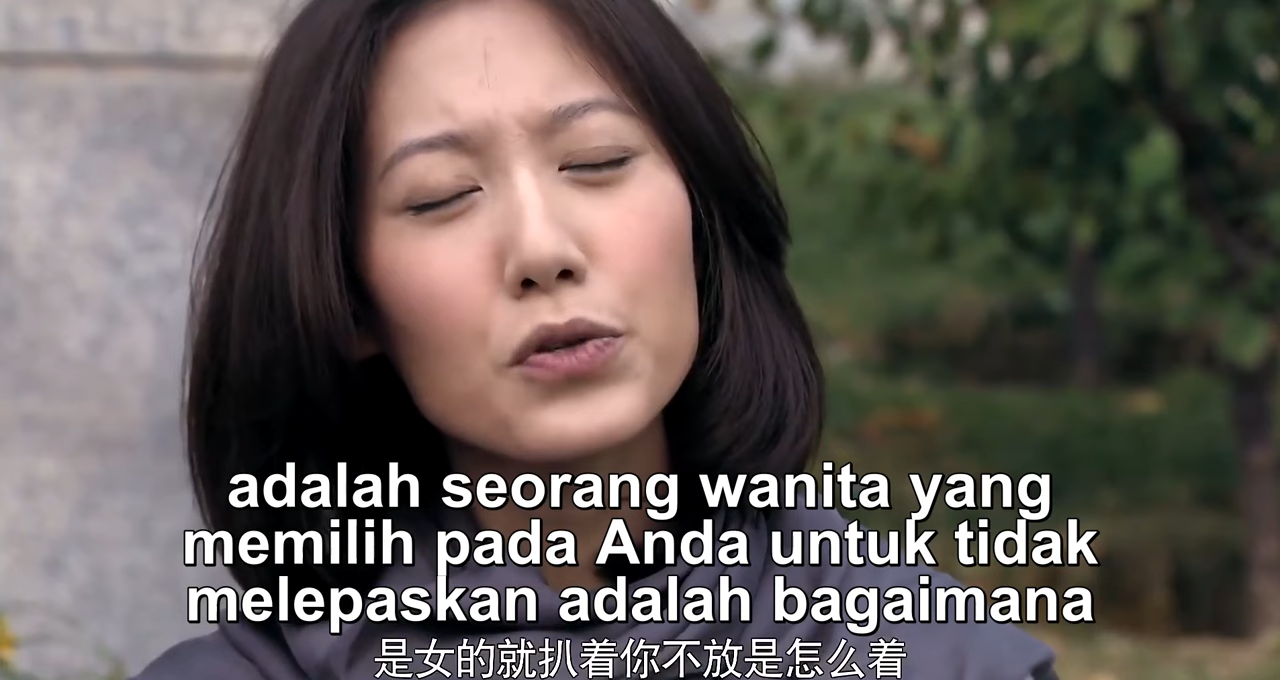 adalah seorang wanita yang
memilih pada Anda untuk tidak
melepaskan adalah bagaimana
是女的就扒着你不放是怎么着